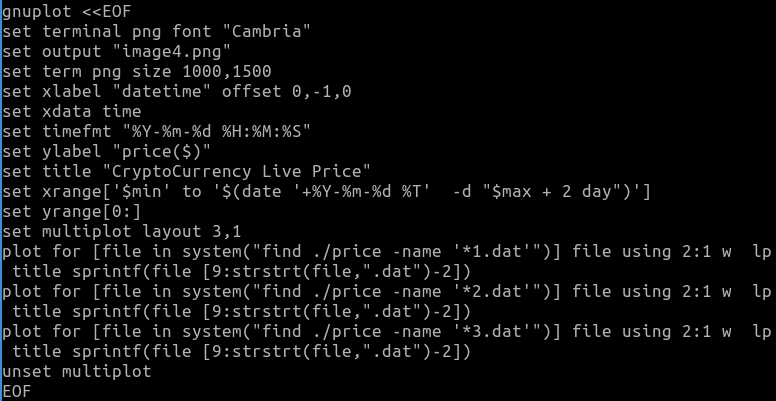 gnuplot <<EOF
set terminal png font "Cambria"
set output "image4.png"
set term png size 1000,1500
set xlabel "datetime" offset 0,-1,0
set xdata time
set timefmt "%Y-%m-%d %H:%M:%S"
set ylabel "price($)"
set title "CryptoCurrency Live Price"
set xrange['$min' to '$(date '+%Y-%m-%d %T'  -d "$max + 2 day")']
set yrange[0:]
set multiplot layout 3,1
plot for [file in system("find ./price -name '*1.dat'")] file using 2:1 w  lp
 title sprintf(file [9:strstrt(file,".dat")-2])
plot for [file in system("find ./price -name '*2.dat'")] file using 2:1 w  lp
 title sprintf(file [9:strstrt(file,".dat")-2])
plot for [file in system("find ./price -name '*3.dat'")] file using 2:1 w  lp
 title sprintf(file [9:strstrt(file,".dat")-2])
unset multiplot
EOF